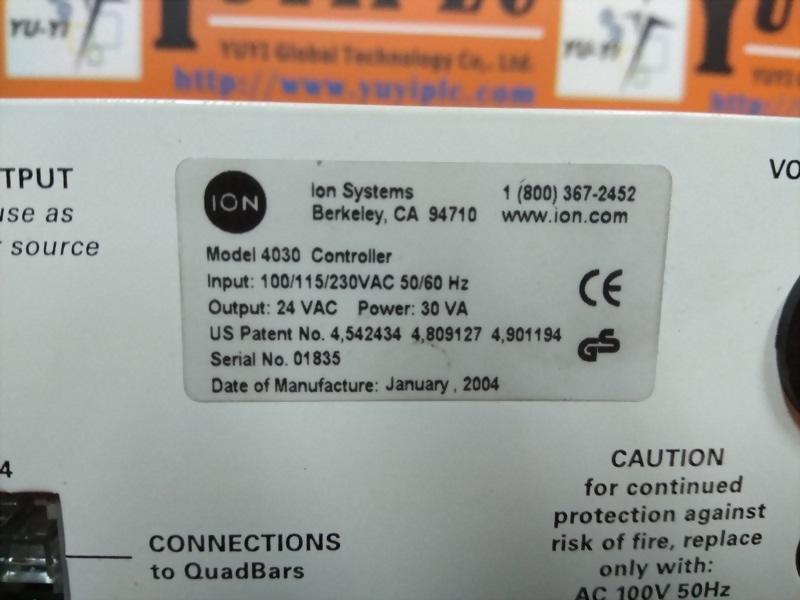 YU-YI
YUYI Global Technology Co,. Ltd.
http://www.yuyiplc.com
YU-YI
YUYI G
http://
TPUT
use as
source
ION
Ion Systems
Berkeley, CA 94710
1 (800) 367-2452
www.ion.com
Model 4030 Controller
Input: 100/115/230VAC 50/60 Hz
Output: 24 VAC Power: 30 VA
US Patent No. 4,542434 4,809127 4,901194
Serial No. 01835
Date of Manufacture: January , 2004
CE
GS
VO
4
CONNECTIONS
to QuadBars
CAUTION
for continued
protection against
risk of fire, replace
only with:
AC 100V 50Hz